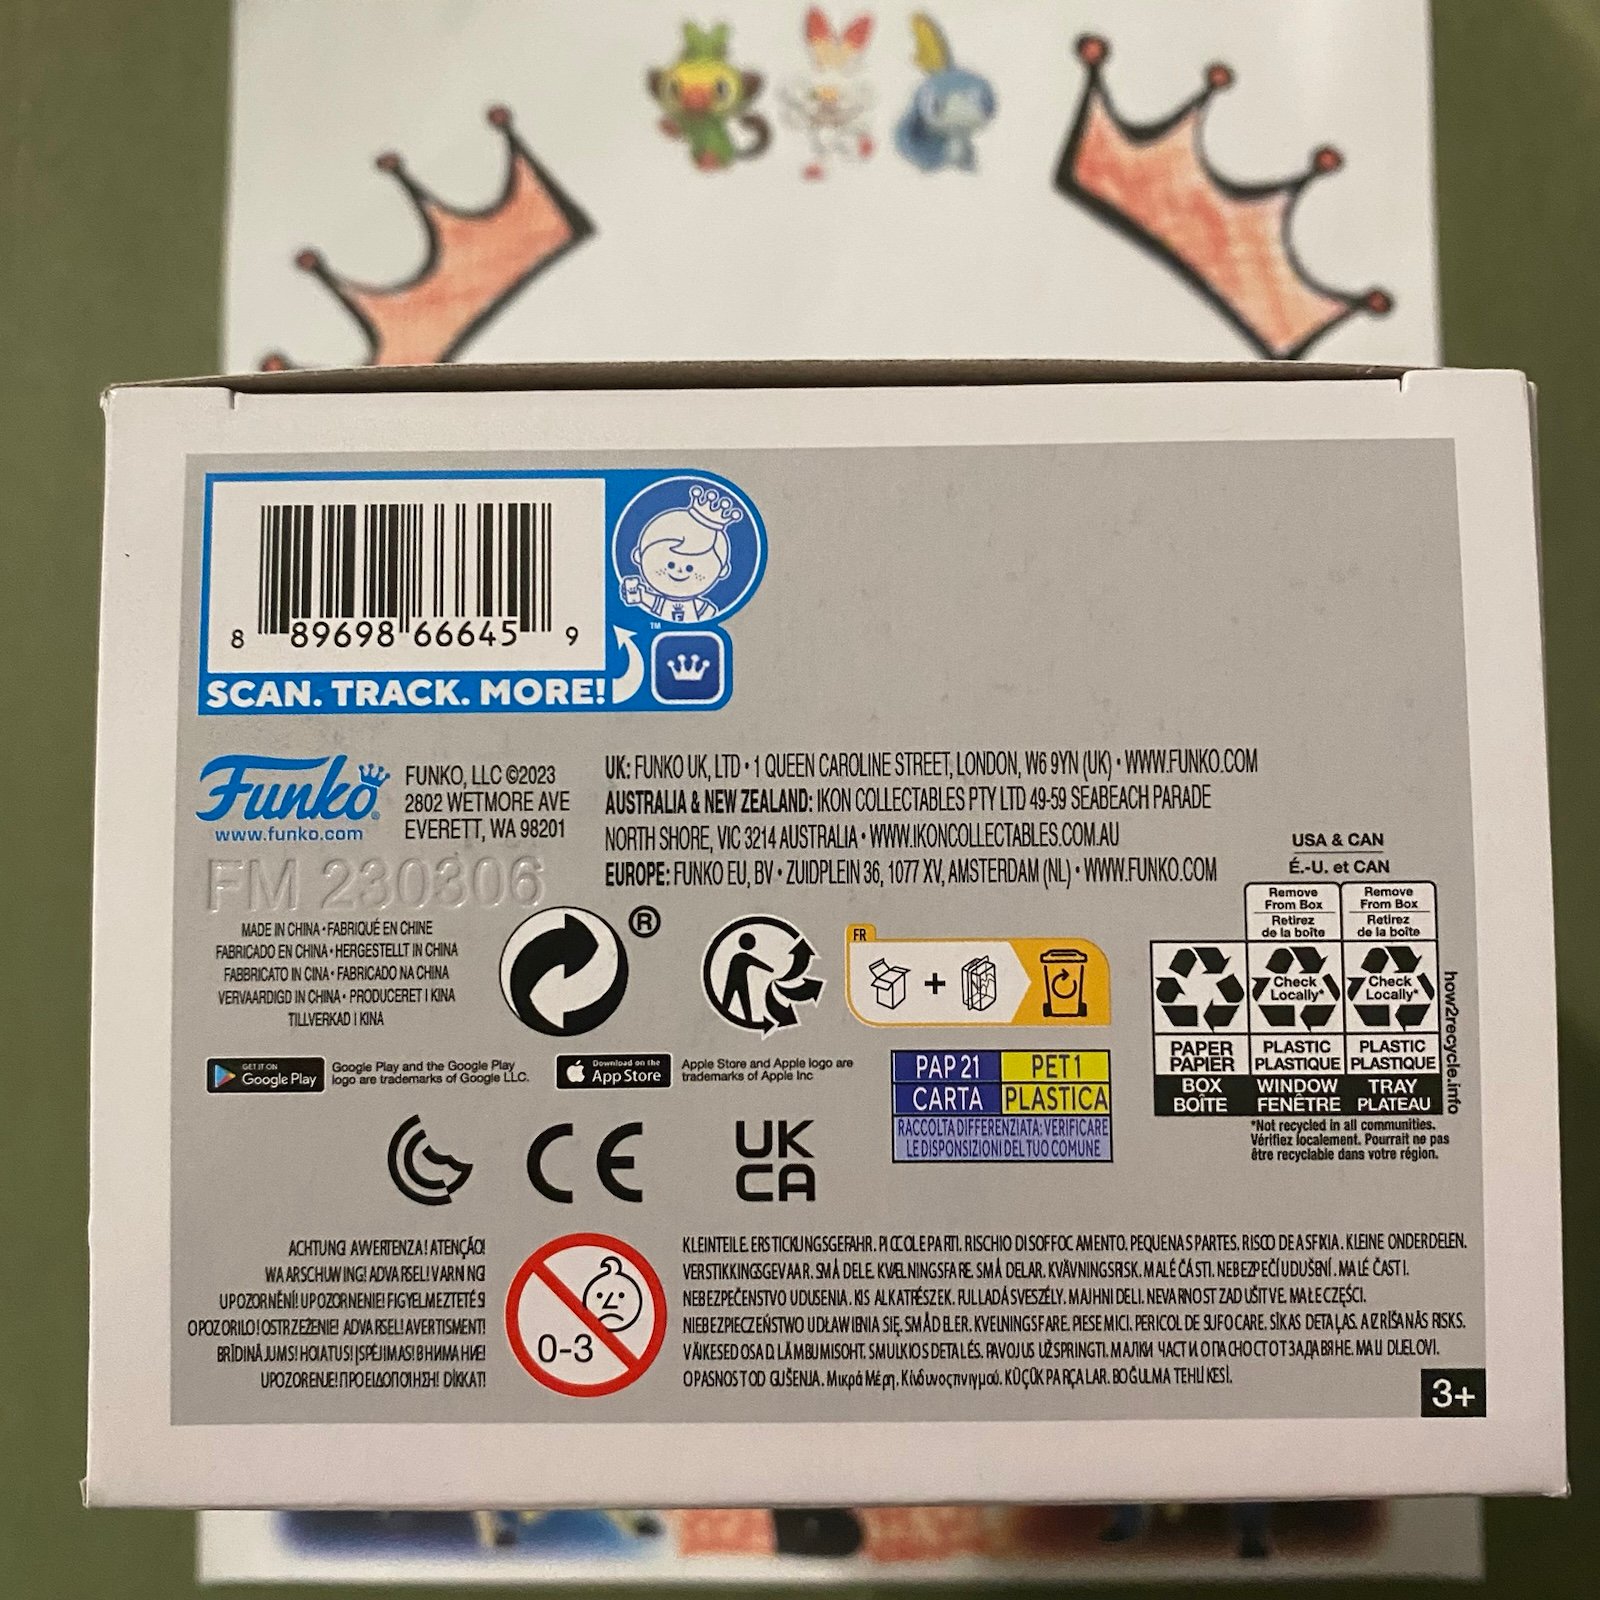 8 89698 66645 9
™
SCAN. TRACK. MORE!
Funko®
www.funko.com
FUNKO, LLC ©2023
2802 WETMORE AVE
EVERETT, WA 98201
FM 230306
UK: FUNKO UK, LTD • 1 QUEEN CAROLINE STREET, LONDON, W6 9YN (UK) • WWW.FUNKO.COM
AUSTRALIA & NEW ZEALAND: IKON COLLECTABLES PTY LTD 49-59 SEABEACH PARADE
NORTH SHORE, VIC 3214 AUSTRALIA • WWW.IKONCOLLECTABLES.COM.AU
EUROPE: FUNKO EU, BV • ZUIDPLEIN 36, 1077 XV, AMSTERDAM (NL) • WWW.FUNKO.COM
MADE IN CHINA • FABRIQUÉ EN CHINE
FABRICADO EN CHINA • HERGESTELLT IN CHINA
FABBRICATO IN CINA • FABRICADO NA CHINA
VERVAARDIGD IN CHINA • PRODUCERET I KINA
TILLVERKAD I KINA
®
FR
+
USA & CAN
É.-U. et CAN
Remove From Box
Retirez de la boîte
Remove From Box
Retirez de la boîte
Check Locally*
Check Locally*
PAPER PAPIER
PLASTIC PLASTIQUE
PLASTIC PLASTIQUE
BOX BOÎTE
WINDOW FENÊTRE
TRAY PLATEAU
how2recycle.info
*Not recycled in all communities.
Vérifiez localement. Pourrait ne pas
être recyclable dans votre région.
GET IT ON
Google Play
Google Play and the Google Play
logo are trademarks of Google LLC.
Download on the
App Store
Apple Store and Apple logo are
trademarks of Apple Inc
PAP 21 PET 1
CARTA PLASTICA
RACCOLTA DIFFERENZIATA: VERIFICARE
LE DISPOSIZIONI DEL TUO COMUNE
CE
UK
CA
ACHTUNG! AVVERTENZA! ATENÇÃO!
WAARSCHUWING! ADVARSEL! VARNING
UPOZORNĚNÍ! UPOZORNENIE! FIGYELMEZTETÉS!
OPOZORILO! OSTRZEŻENIE! ADVARSEL! AVERTISMENT!
BRĪDINĀJUMS! HOIATUS! ĮSPĖJIMAS! ВНИМАНИЕ!
UPOZORENJE! ΠΡΟΕΙΔΟΠΟΙΗΣΗ! DİKKAT!
0-3
KLEINTEILE. ERSTICKUNGSGEFAHR. PICCOLE PARTI. RISCHIO DI SOFFOCAMENTO. PEQUENAS PARTES. RISCO DE ASFIXIA. KLEINE ONDERDELEN.
VERSTIKKINGSGEVAAR. SMÅ DELE. KVÆLNINGSFARE. SMÅ DELAR. KVÄVNINGSRISK. MALÉ ČÁSTI. NEBEZPEČÍ UDUŠENÍ. MALÉ ČASTI.
NEBEZPEČENSTVO UDUSENIA. KIS ALKATRÉSZEK. FULLADÁSVESZÉLY. MAJHNI DELI. NEVARNOST ZADUŠITVE. MAŁE CZĘŚCI.
NIEBEZPIECZEŃSTWO UDŁAWIENIA SIĘ. SMÅDELER. KVELNINGSFARE. PIESE MICI. PERICOL DE SUFOCARE. SĪKAS DETAĻAS. AIZRĪŠANĀS RISKS.
VÄIKESED OSAD. LÄMBUMISOHT. SMULKIOS DETALĖS. PAVOJUS UŽSPRINGTI. МАЛКИ ЧАСТИ ОПАСНОСТ ОТ ЗАДАВЯНЕ. MALI DIJELOVI.
OPASNOST OD GUŠENJA. Μικρά Μέρη. Κίνδυνος πνιγμού. KÜÇÜK PARÇALAR. BOĞULMA TEHLİKESİ.
3+